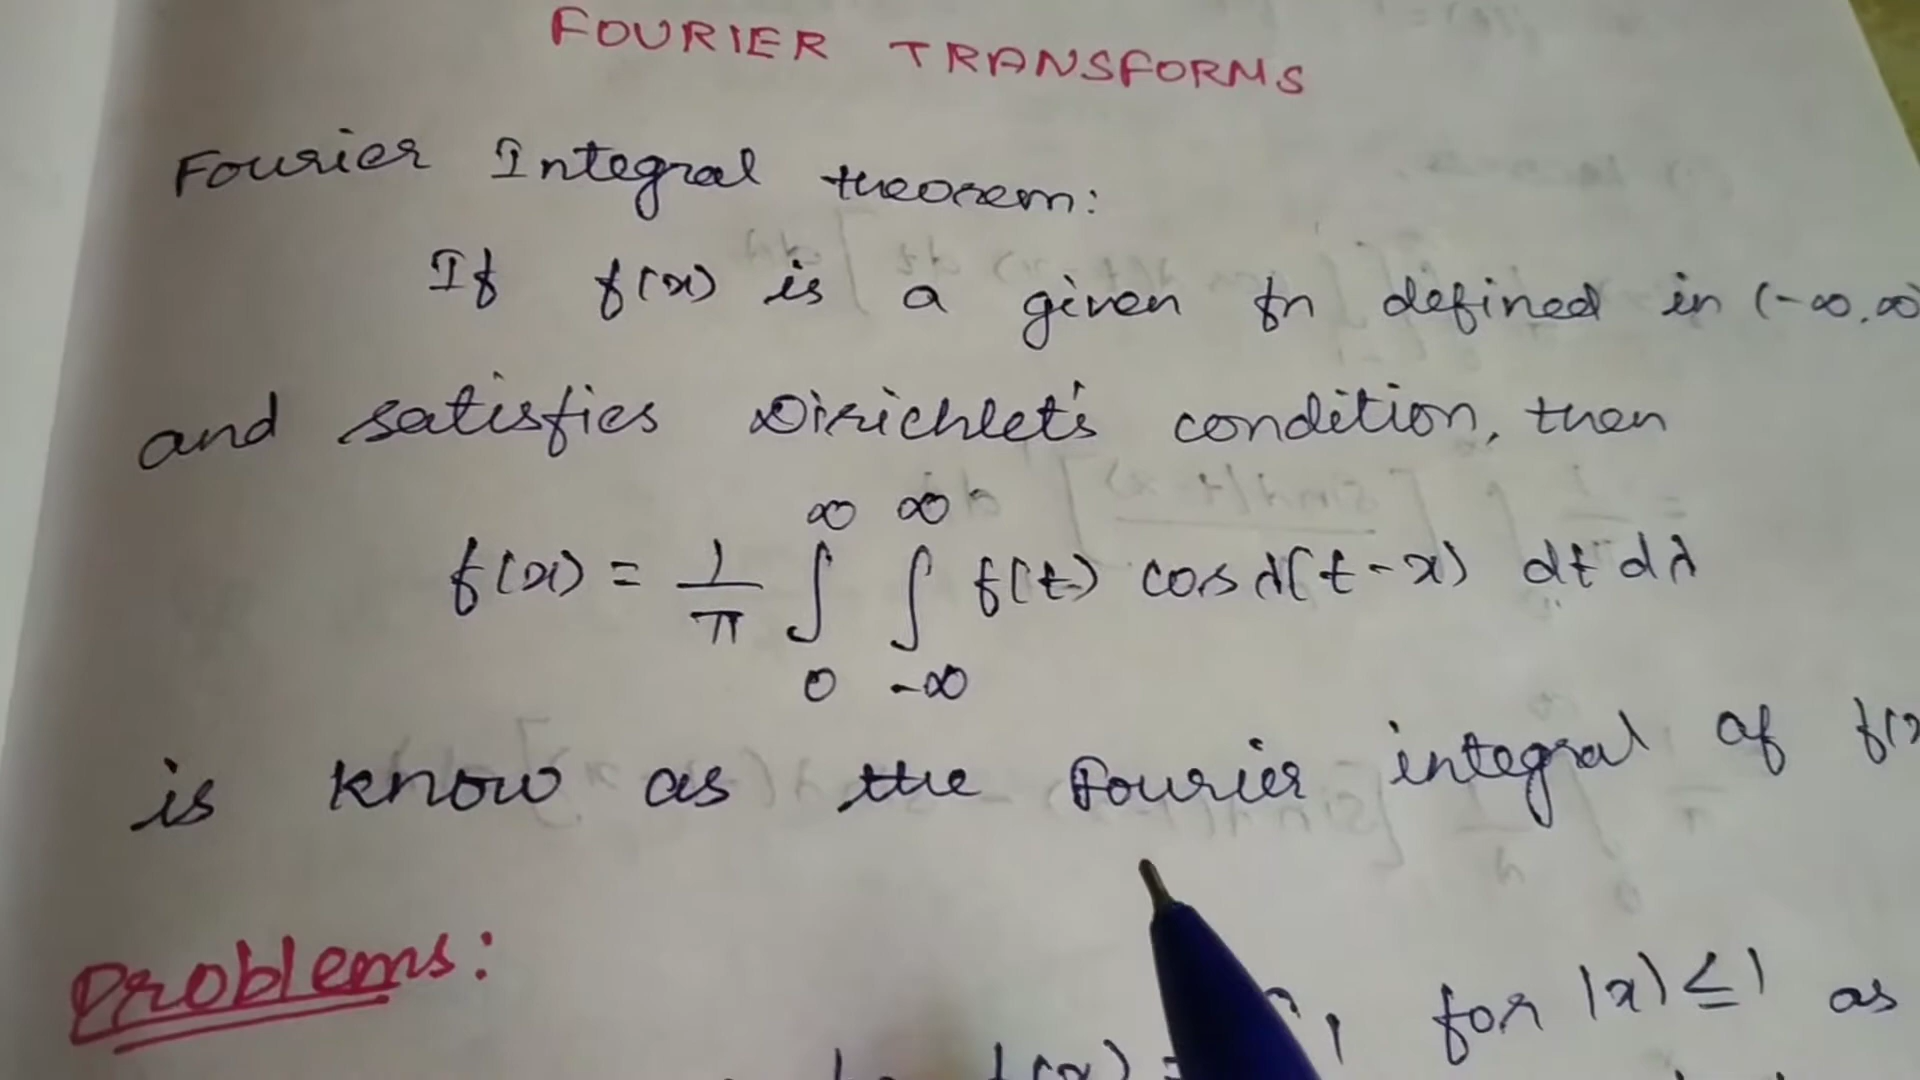 FOURIER TRANSFORMS
Fourier Integral theorem:
If f(x) is a given fn defined in (-∞,∞)
and satisfies Dirichlet's condition, then
f(x) = 1/π ∫₀^∞ ∫₋∞^∞ f(t) cos λ(t-x) dt dλ
is know as the Fourier integral of f(x
Problems:
, for |x| ≤ 1 as
f(x) =